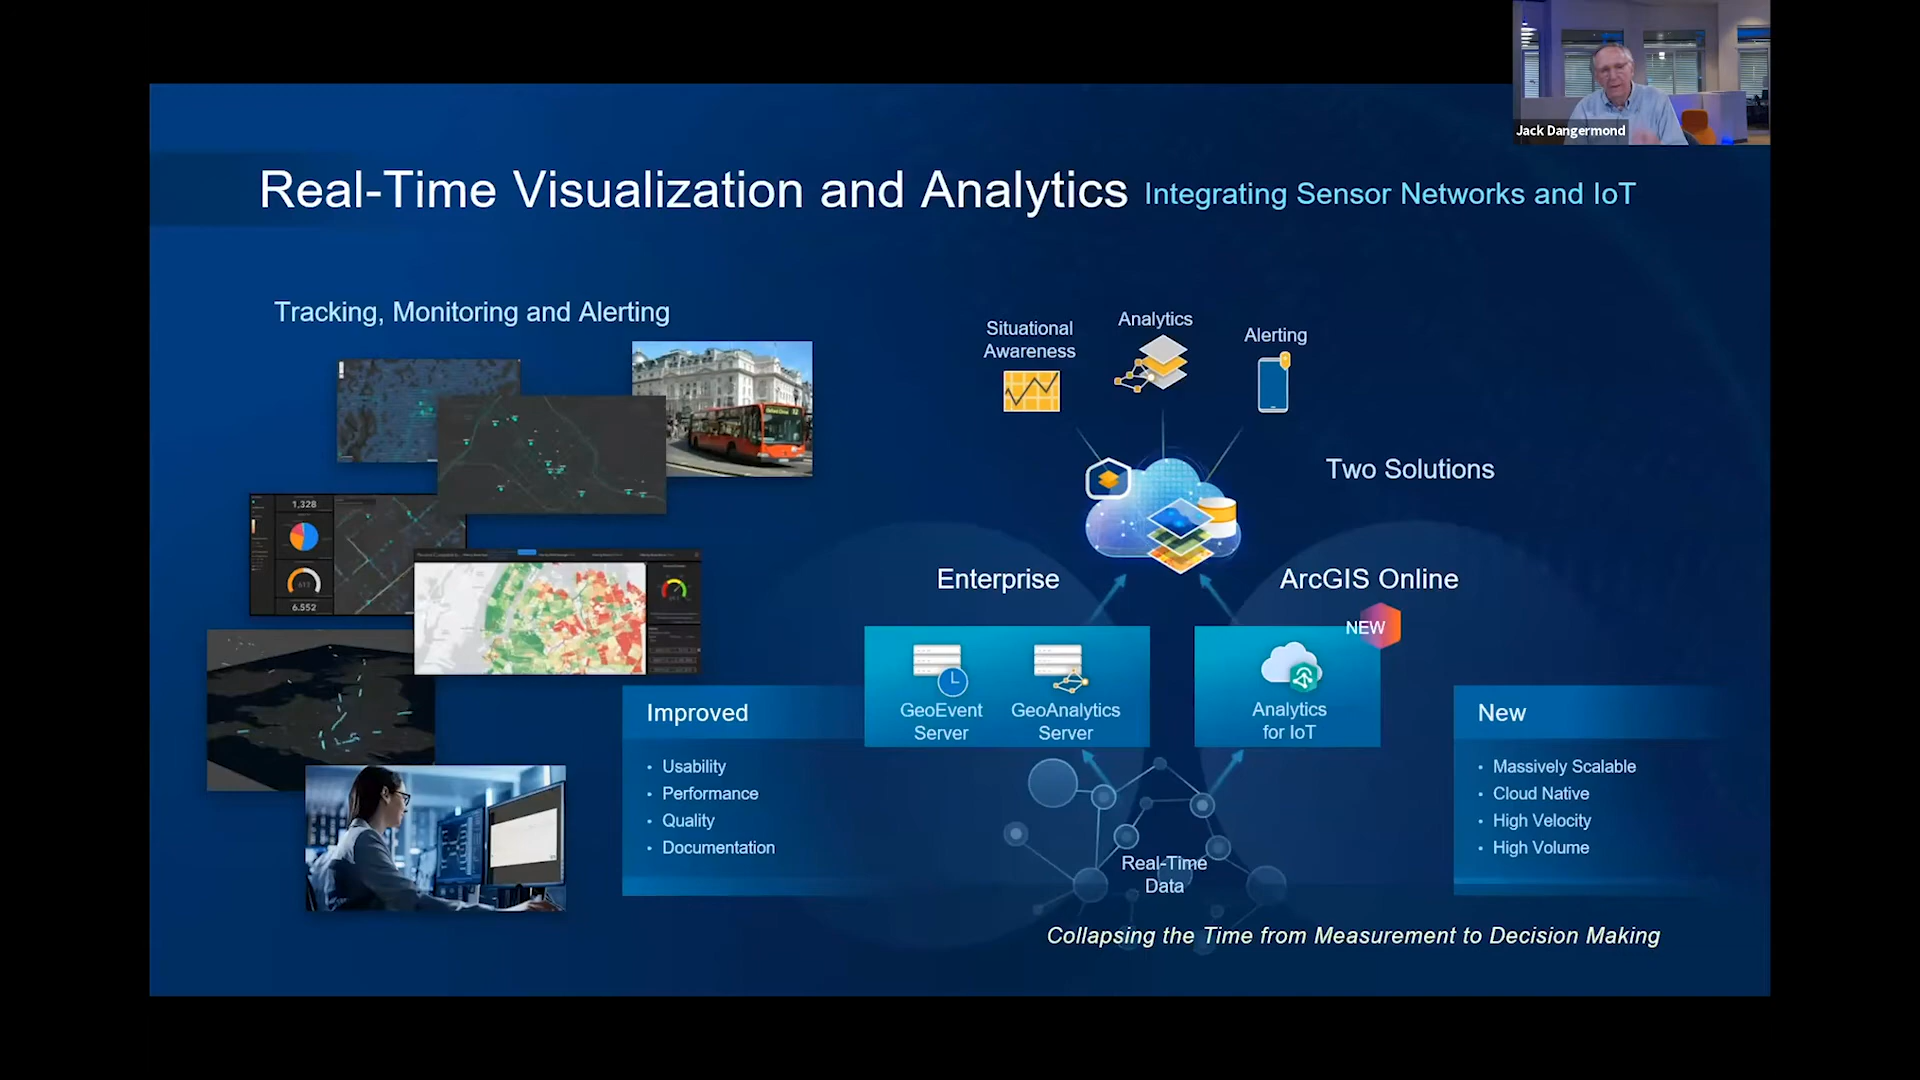 Jack Dangermond
Real-Time Visualization and Analytics Integrating Sensor Networks and IoT
Tracking, Monitoring and Alerting
Situational
Awareness
Analytics
Alerting
Two Solutions
1,328
6.552
Enterprise
ArcGIS Online
NEW
GeoEvent
Server
GeoAnalytics
Server
Analytics
for IoT
Improved
• Usability
• Performance
• Quality
• Documentation
New
• Massively Scalable
• Cloud Native
• High Velocity
• High Volume
Real-Time
Data
Collapsing the Time from Measurement to Decision Making